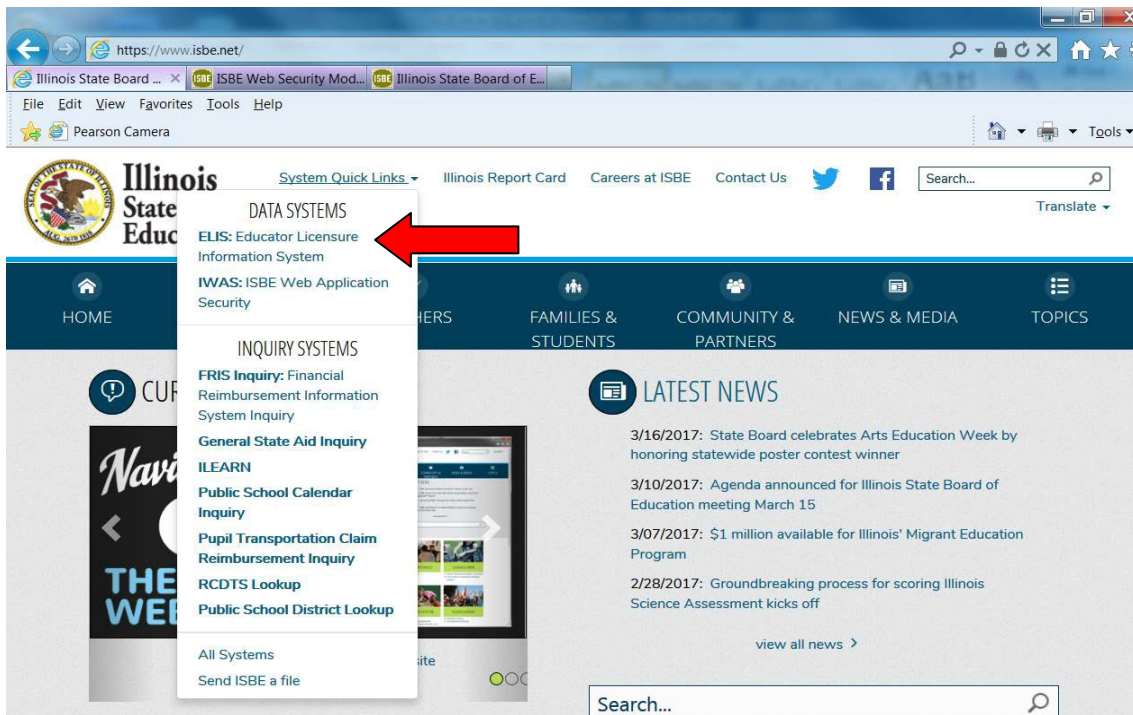 https://www.isbe.net/
Illinois State Board ...
ISBE Web Security Mod...
Illinois State Board of E...
File Edit View Favorites Tools Help
Pearson Camera
Tools
Illinois
State
Educ
System Quick Links
Illinois Report Card
Careers at ISBE
Contact Us
Search...
Translate
DATA SYSTEMS
ELIS: Educator Licensure
Information System
IWAS: ISBE Web Application
Security
INQUIRY SYSTEMS
FRIS Inquiry: Financial
Reimbursement Information
System Inquiry
General State Aid Inquiry
ILEARN
Public School Calendar
Inquiry
Pupil Transportation Claim
Reimbursement Inquiry
RCDTS Lookup
Public School District Lookup
All Systems
Send ISBE a file
HOME
HERS
FAMILIES &
STUDENTS
COMMUNITY &
PARTNERS
NEWS & MEDIA
TOPICS
CUR
Navi
THE
WEE
site
LATEST NEWS
3/16/2017: State Board celebrates Arts Education Week by
honoring statewide poster contest winner
3/10/2017: Agenda announced for Illinois State Board of
Education meeting March 15
3/07/2017: $1 million available for Illinois' Migrant Education
Program
2/28/2017: Groundbreaking process for scoring Illinois
Science Assessment kicks off
view all news >
Search...